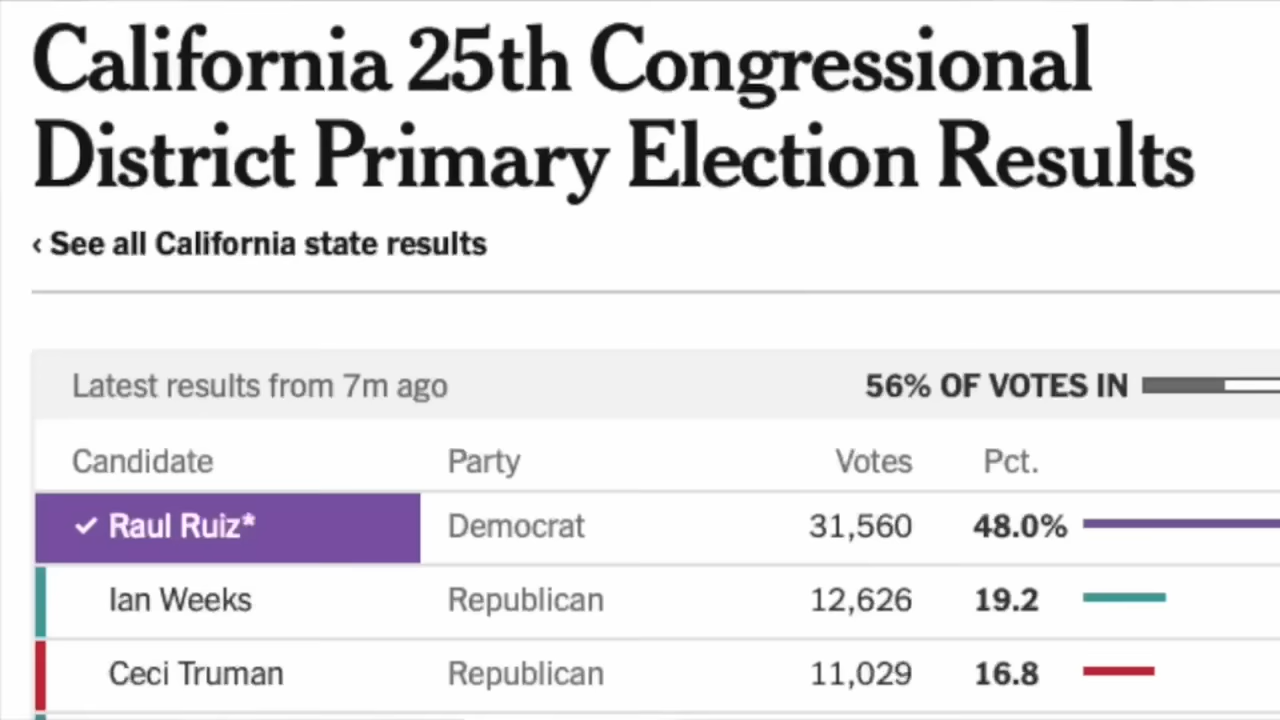 California 25th Congressional
District Primary Election Results
‹ See all California state results
Latest results from 7m ago 56% OF VOTES IN
Candidate Party Votes Pct.
✓ Raul Ruiz* Democrat 31,560 48.0%
Ian Weeks Republican 12,626 19.2
Ceci Truman Republican 11,029 16.8